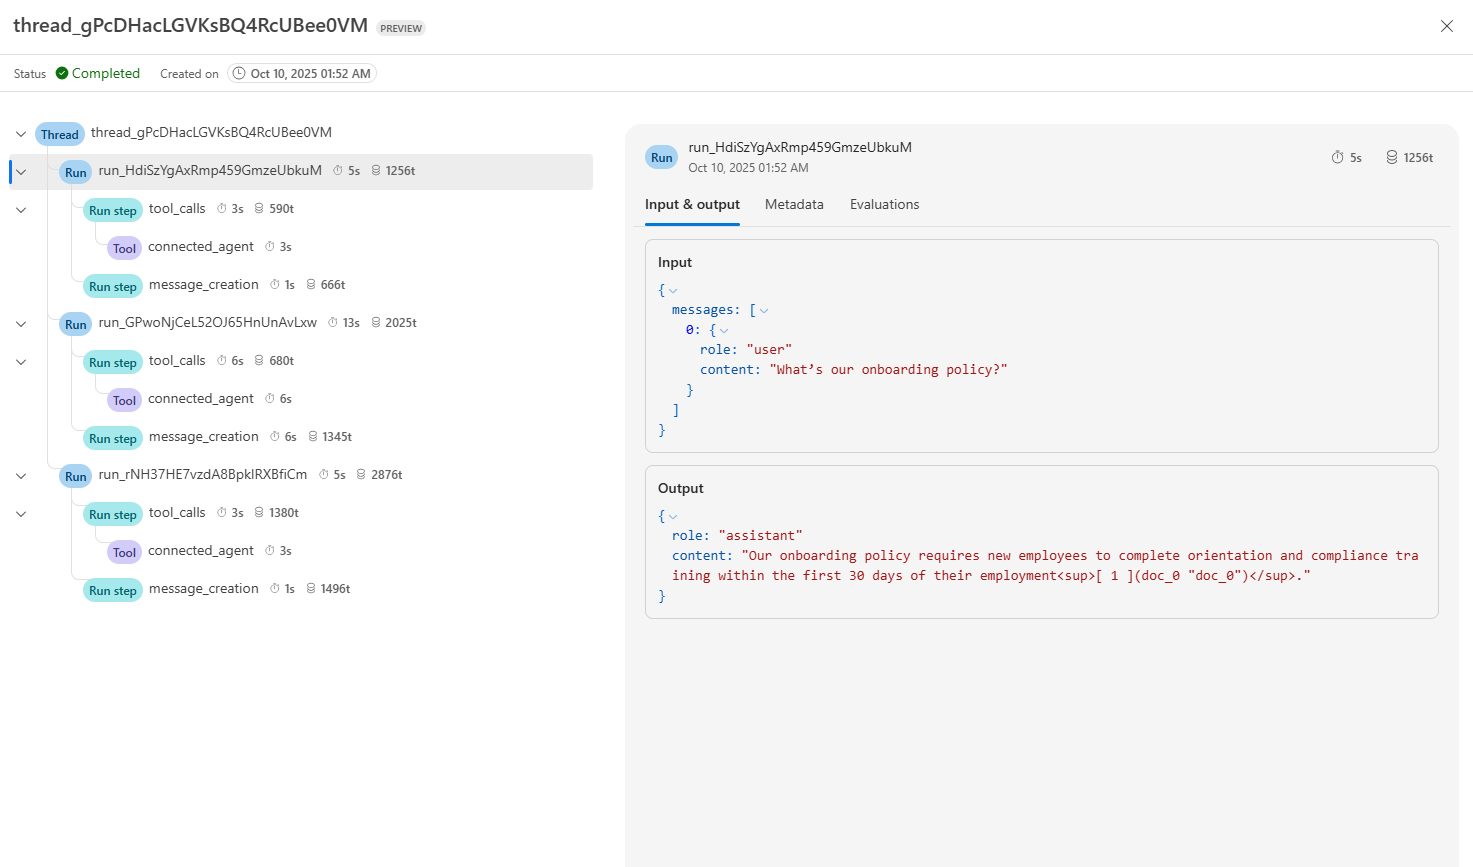 thread_gPcDHacLGVKsBQ4RcUBee0VM PREVIEW
Status Completed Created on Oct 10, 2025 01:52 AM
Thread thread_gPcDHacLGVKsBQ4RcUBee0VM
Run run_HdiSzYgAxRmp459GmzeUbkuM 5s 1256t
Run step tool_calls 3s 590t
Tool connected_agent 3s
Run step message_creation 1s 666t
Run run_GPwoNjCeL52OJ65HnUnAvLxw 13s 2025t
Run step tool_calls 6s 680t
Tool connected_agent 6s
Run step message_creation 6s 1345t
Run run_rNH37HE7vzdA8BpkIRXBfiCm 5s 2876t
Run step tool_calls 3s 1380t
Tool connected_agent 3s
Run step message_creation 1s 1496t
Run run_HdiSzYgAxRmp459GmzeUbkuM 5s 1256t
Oct 10, 2025 01:52 AM
Input & output Metadata Evaluations
Input
{
messages: [
0: {
role: "user"
content: "What’s our onboarding policy?"
}
]
}
Output
{
role: "assistant"
content: "Our onboarding policy requires new employees to complete orientation and compliance tra
ining within the first 30 days of their employment<sup>[ 1 ](doc_0 "doc_0")</sup>."
}